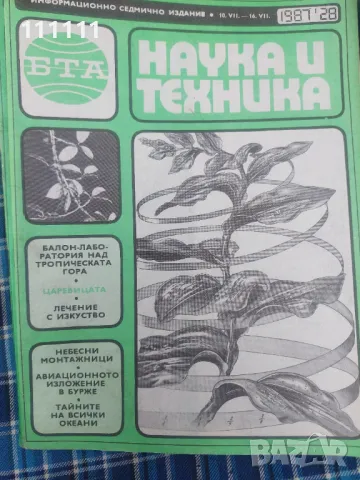 ИНФОРМАЦИОННО СЕДМИЧНО ИЗДАНИЕ • 10. VII. — 16. VII. 1987 '28
111111
БТА
НАУКА И
ТЕХНИКА
БАЛОН-ЛАБО-
РАТОРИЯ НАД
ТРОПИЧЕСКАТА
ГОРА
•
ЦАРЕВИЦАТА
•
ЛЕЧЕНИЕ
С ИЗКУСТВО
НЕБЕСНИ
МОНТАЖНИЦИ
•
АВИАЦИОННОТО
ИЗЛОЖЕНИЕ
В БУРЖЕ
•
ТАЙНИТЕ
НА ВСИЧКИ
ОКЕАНИ
BAZAR